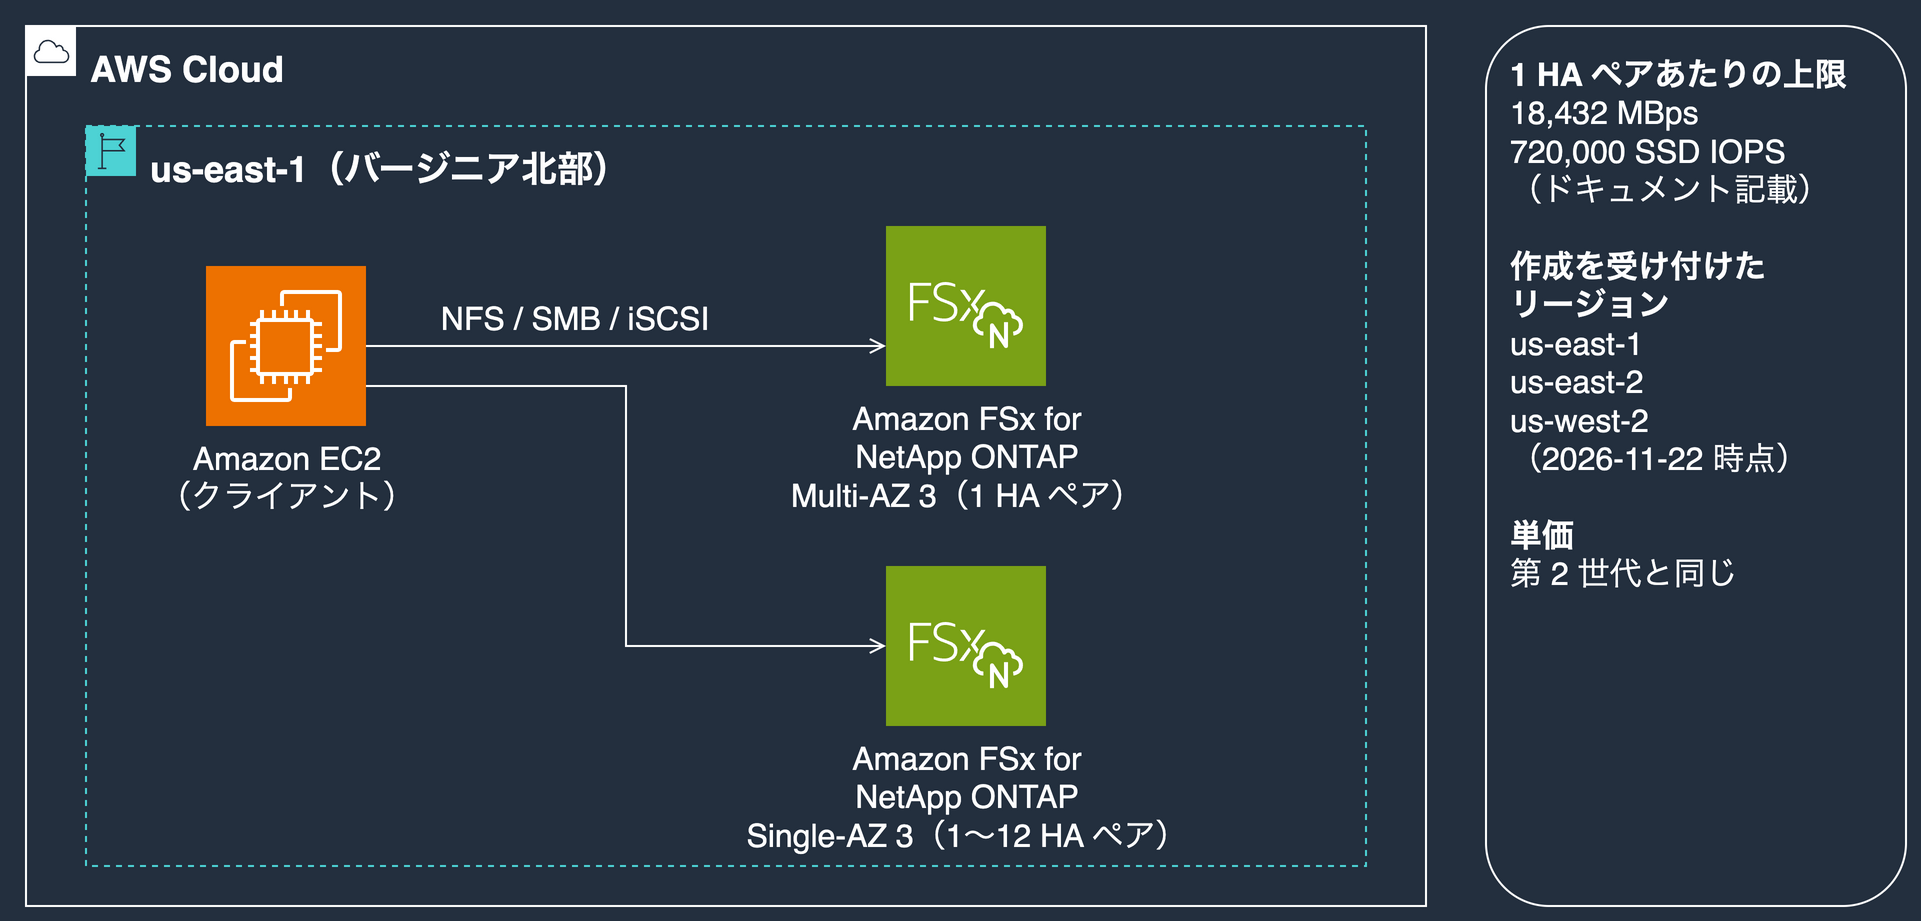 AWS Cloud
us-east-1（バージニア北部）
NFS / SMB / iSCSI
Amazon EC2
（クライアント）
FSx
N
Amazon FSx for
NetApp ONTAP
Multi-AZ 3（1 HA ペア）
FSx
N
Amazon FSx for
NetApp ONTAP
Single-AZ 3（1〜12 HA ペア）
1 HA ペアあたりの上限
18,432 MBps
720,000 SSD IOPS
（ドキュメント記載）
作成を受け付けた
リージョン
us-east-1
us-east-2
us-west-2
（2026-11-22 時点）
単価
第 2 世代と同じ